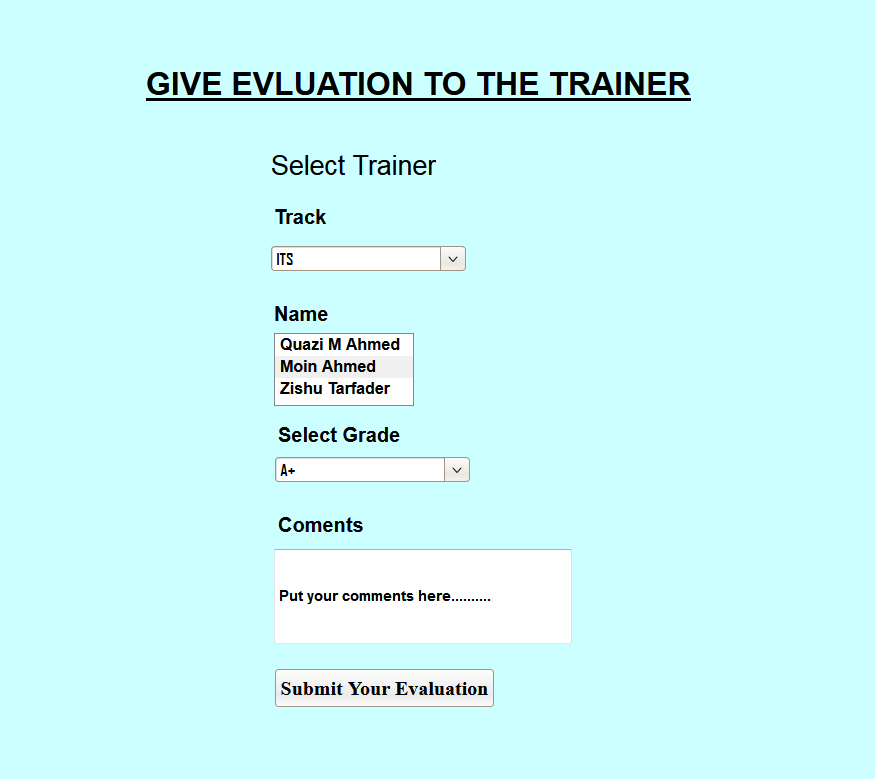 GIVE EVLUATION TO THE TRAINER
Select Trainer
Track
ITS
Name
Quazi M Ahmed
Moin Ahmed
Zishu Tarfader
Select Grade
A+
Coments
Put your comments here..........
Submit Your Evaluation